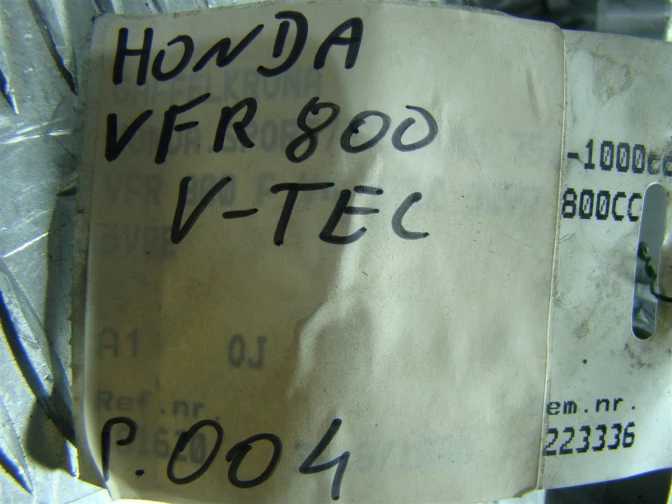 HONDA
VFR 800
-1000cc
V-TEC
800CC
A1 0J
Ref.nr.
em.nr.
P.004
223336